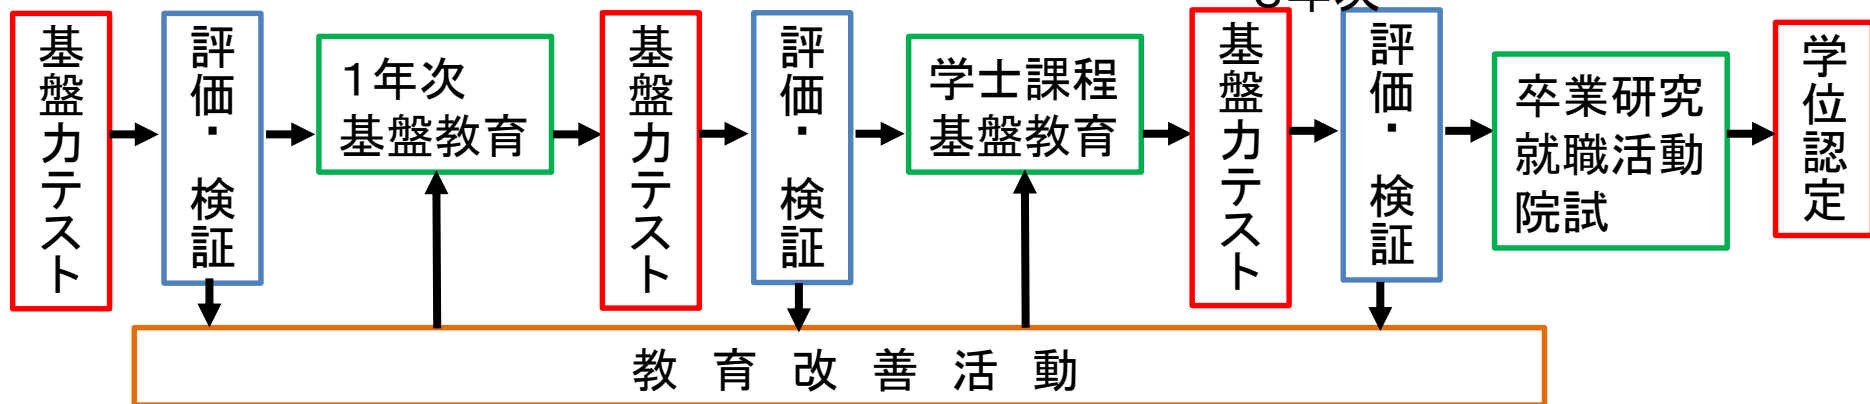 基盤力テスト
評価・検証
1年次
基盤教育
基盤力テスト
評価・検証
学士課程
基盤教育
基盤力テスト
評価・検証
卒業研究
就職活動
院試
学位認定
教育改善活動